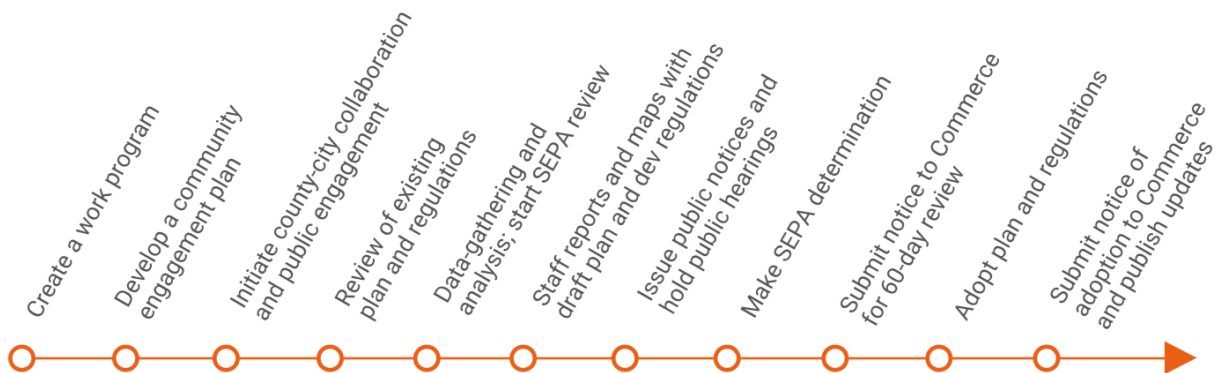 Create a work program
Develop a community
engagement plan
Initiate county-city collaboration
and public engagement
Review of existing
plan and regulations
Data-gathering and
analysis; start SEPA review
Staff reports and maps with
draft plan and dev regulations
Issue public notices and
hold public hearings
Make SEPA determination
Submit notice to Commerce
for 60-day review
Adopt plan and regulations
Submit notice of
adoption to Commerce
and publish updates